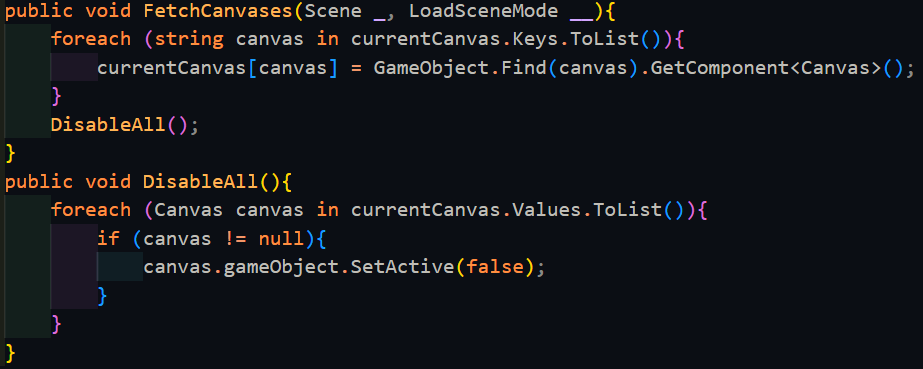 public void FetchCanvases(Scene _, LoadSceneMode __){
    foreach (string canvas in currentCanvas.Keys.ToList()){
        currentCanvas[canvas] = GameObject.Find(canvas).GetComponent<Canvas>();
    }
    DisableAll();
}
public void DisableAll(){
    foreach (Canvas canvas in currentCanvas.Values.ToList()){
        if (canvas != null){
            canvas.gameObject.SetActive(false);
        }
    }
}